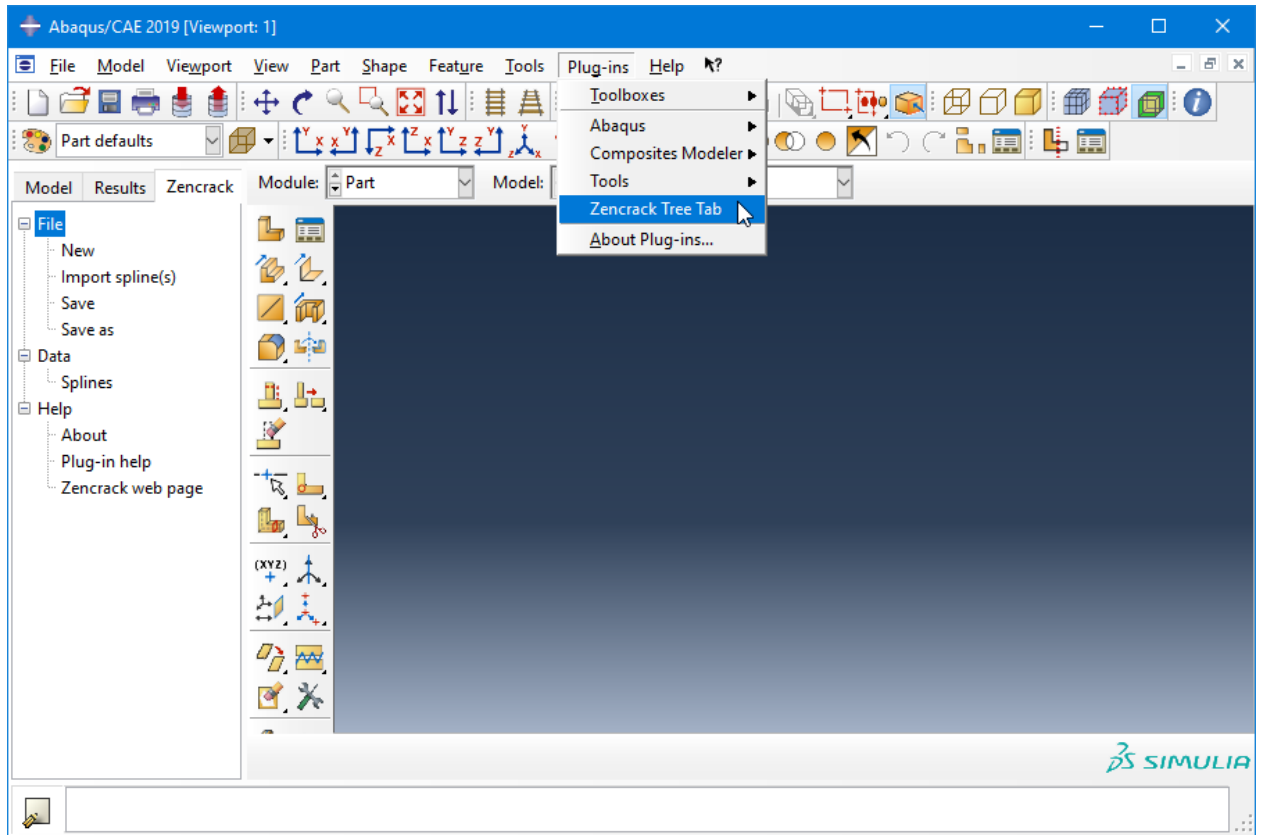 Abaqus/CAE 2019 [Viewport: 1]
File Model Viewport View Part Shape Feature Tools Plug-ins Help
Toolboxes
Abaqus
Composites Modeler
Tools
Zencrack Tree Tab
About Plug-ins...
Part defaults
Model Results Zencrack
Module: Part Model:
File
New
Import spline(s)
Save
Save as
Data
Splines
Help
About
Plug-in help
Zencrack web page
(XYZ)
SIMULIA